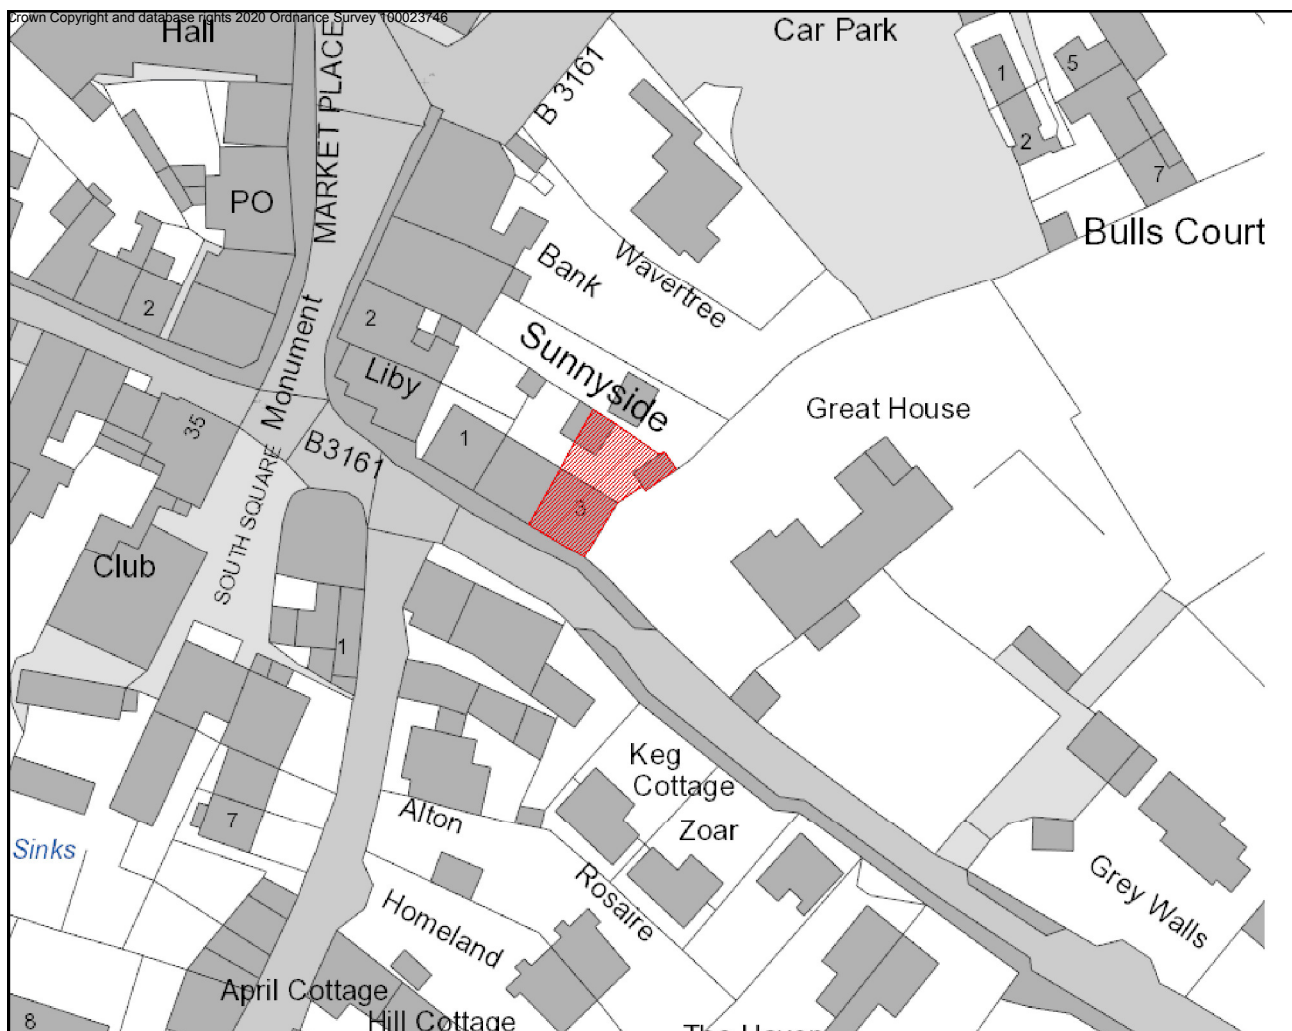 Crown Copyright and database rights 2020 Ordnance Survey 100023746
Hall
MARKET PLACE
B 3161
Car Park
1
5
2
7
PO
Bulls Court
Bank
Wavertree
2
2
Monument
Sunnyside
Liby
Great House
35
1
B3161
SOUTH SQUARE
3
Club
1
Keg
Cottage
Alton
Zoar
7
Sinks
Rosaire
Grey Walls
Homeland
April Cottage
Hill Cottage
8